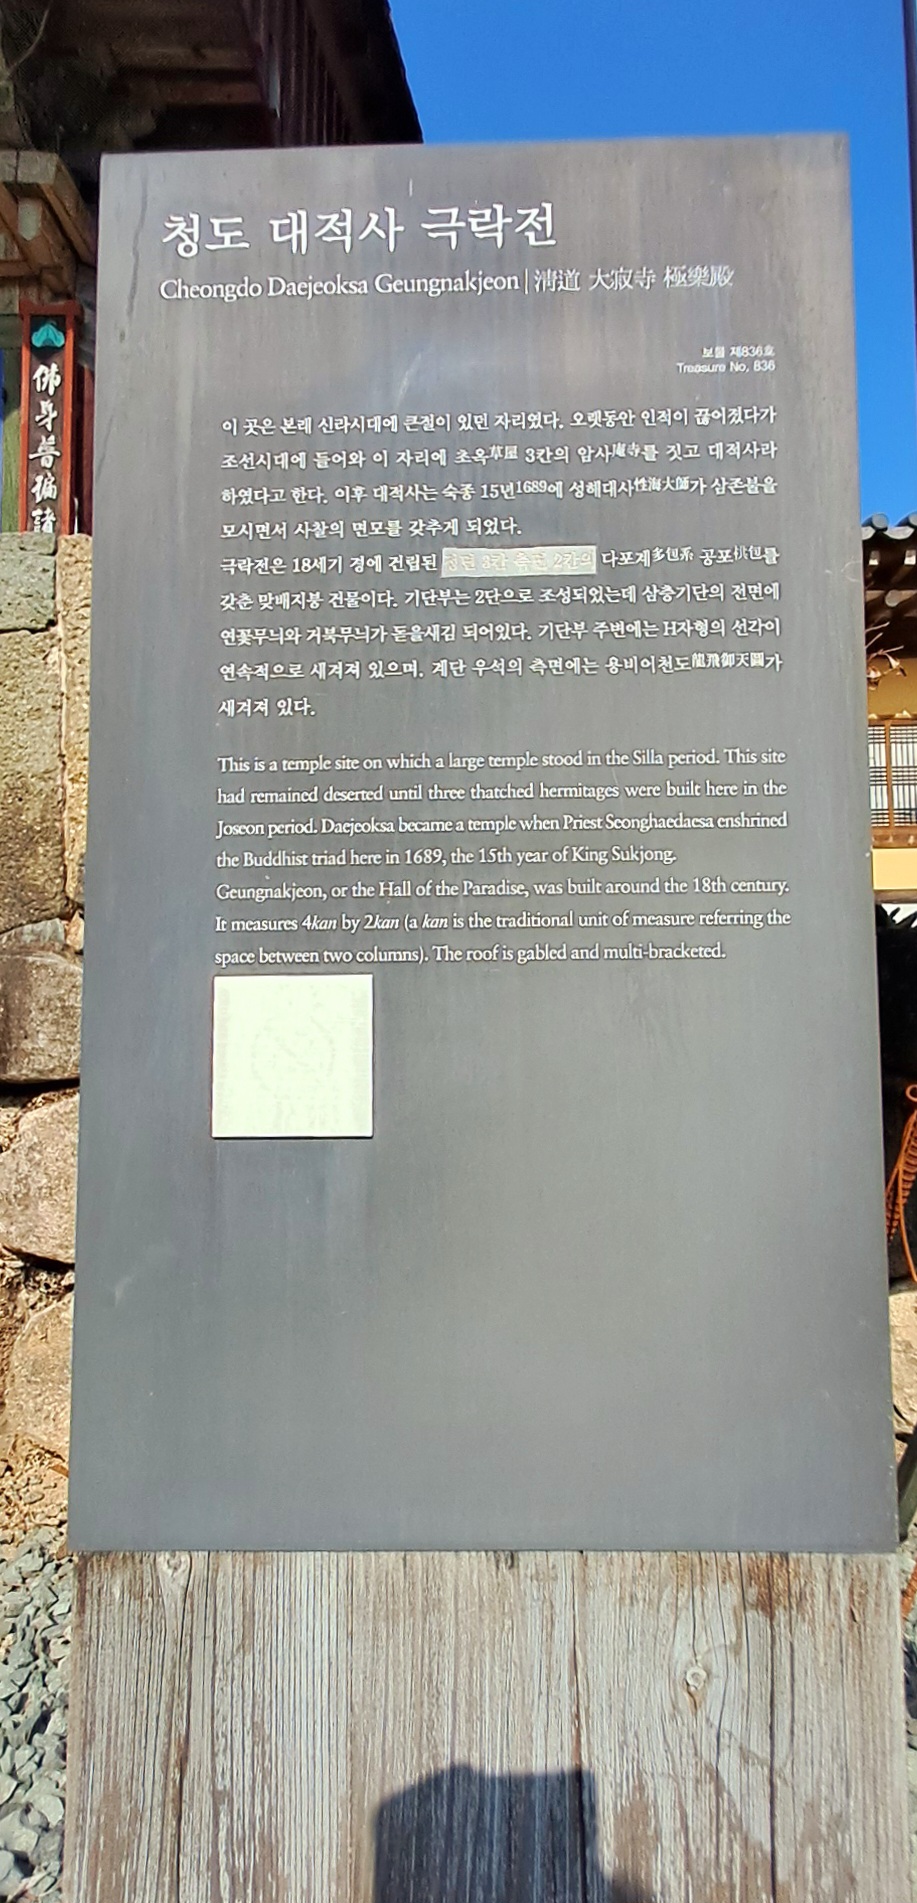 청도 대적사 극락전
Cheongdo Daejeoksa Geungnakjeon | 淸道 大寂寺 極樂殿
보물 제836호
Treasure No, 836
이 곳은 본래 신라시대에 큰절이 있던 자리였다. 오랫동안 인적이 끊어졌다가
조선시대에 들어와 이 자리에 초옥草屋 3칸의 암사庵寺를 짓고 대적사라
하였다고 한다. 이후 대적사는 숙종 15년1689에 성해대사性海大師가 삼존불을
모시면서 사찰의 면모를 갖추게 되었다.
극락전은 18세기 경에 건립된 정면 3칸 측면 2칸의 다포계多包系 공포栱包를
갖춘 맞배지붕 건물이다. 기단부는 2단으로 조성되었는데 삼층기단의 전면에
연꽃무늬와 거북무늬가 돋을새김 되어있다. 기단부 주변에는 H자형의 선각이
연속적으로 새겨져 있으며, 계단 우석의 측면에는 용비어천도龍飛御天圖가
새겨져 있다.
This is a temple site on which a large temple stood in the Silla period. This site
had remained deserted until three thatched hermitages were built here in the
Joseon period. Daejeoksa became a temple when Priest Seonghaedaesa enshrined
the Buddhist triad here in 1689, the 15th year of King Sukjong.
Geungnakjeon, or the Hall of the Paradise, was built around the 18th century.
It measures 4kan by 2kan (a kan is the traditional unit of measure referring the
space between two columns). The roof is gabled and multi-bracketed.
佛身普徧諸